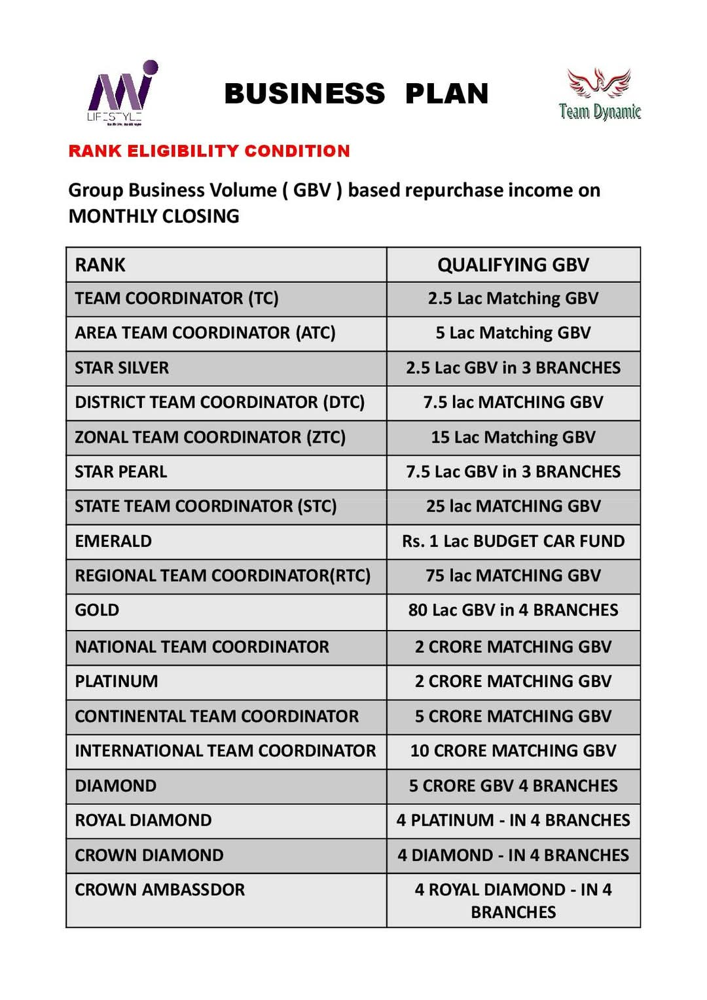 LIFESTYLE
BUSINESS PLAN
Team Dynamic
RANK ELIGIBILITY CONDITION
Group Business Volume ( GBV ) based repurchase income on
MONTHLY CLOSING
RANK QUALIFYING GBV
TEAM COORDINATOR (TC) 2.5 Lac Matching GBV
AREA TEAM COORDINATOR (ATC) 5 Lac Matching GBV
STAR SILVER 2.5 Lac GBV in 3 BRANCHES
DISTRICT TEAM COORDINATOR (DTC) 7.5 lac MATCHING GBV
ZONAL TEAM COORDINATOR (ZTC) 15 Lac Matching GBV
STAR PEARL 7.5 Lac GBV in 3 BRANCHES
STATE TEAM COORDINATOR (STC) 25 lac MATCHING GBV
EMERALD Rs. 1 Lac BUDGET CAR FUND
REGIONAL TEAM COORDINATOR(RTC) 75 lac MATCHING GBV
GOLD 80 Lac GBV in 4 BRANCHES
NATIONAL TEAM COORDINATOR 2 CRORE MATCHING GBV
PLATINUM 2 CRORE MATCHING GBV
CONTINENTAL TEAM COORDINATOR 5 CRORE MATCHING GBV
INTERNATIONAL TEAM COORDINATOR 10 CRORE MATCHING GBV
DIAMOND 5 CRORE GBV 4 BRANCHES
ROYAL DIAMOND 4 PLATINUM - IN 4 BRANCHES
CROWN DIAMOND 4 DIAMOND - IN 4 BRANCHES
CROWN AMBASSDOR 4 ROYAL DIAMOND - IN 4
BRANCHES